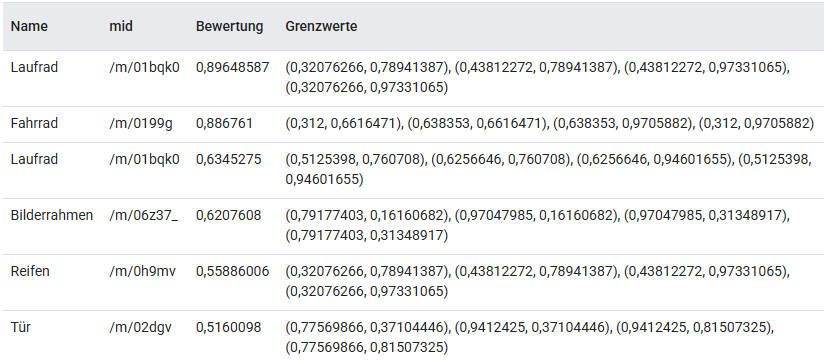 Name mid Bewertung Grenzwerte
Laufrad /m/01bqk0 0,89648587 (0,32076266, 0,78941387), (0,43812272, 0,78941387), (0,43812272, 0,97331065),
(0,32076266, 0,97331065)
Fahrrad /m/0199g 0,886761 (0,312, 0,6616471), (0,638353, 0,6616471), (0,638353, 0,9705882), (0,312, 0,9705882)
Laufrad /m/01bqk0 0,6345275 (0,5125398, 0,760708), (0,6256646, 0,760708), (0,6256646, 0,94601655), (0,5125398,
0,94601655)
Bilderrahmen /m/06z37_ 0,6207608 (0,79177403, 0,16160682), (0,97047985, 0,16160682), (0,97047985, 0,31348917),
(0,79177403, 0,31348917)
Reifen /m/0h9mv 0,55886006 (0,32076266, 0,78941387), (0,43812272, 0,78941387), (0,43812272, 0,97331065),
(0,32076266, 0,97331065)
Tür /m/02dgv 0,5160098 (0,77569866, 0,37104446), (0,9412425, 0,37104446), (0,9412425, 0,81507325),
(0,77569866, 0,81507325)